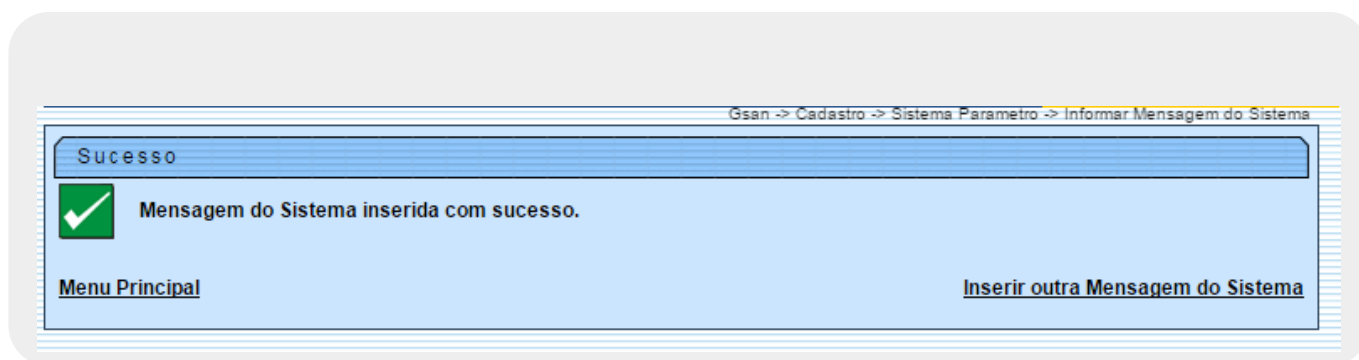 Gsan -> Cadastro -> Sistema Parametro -> Informar Mensagem do Sistema
Sucesso
Mensagem do Sistema inserida com sucesso.
Menu Principal
Inserir outra Mensagem do Sistema